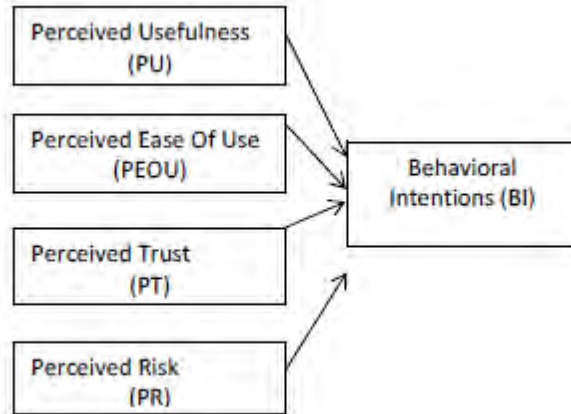 Perceived Usefulness
(PU)
Perceived Ease Of Use
(PEOU)
Perceived Trust
(PT)
Perceived Risk
(PR)
Behavioral
Intentions (BI)